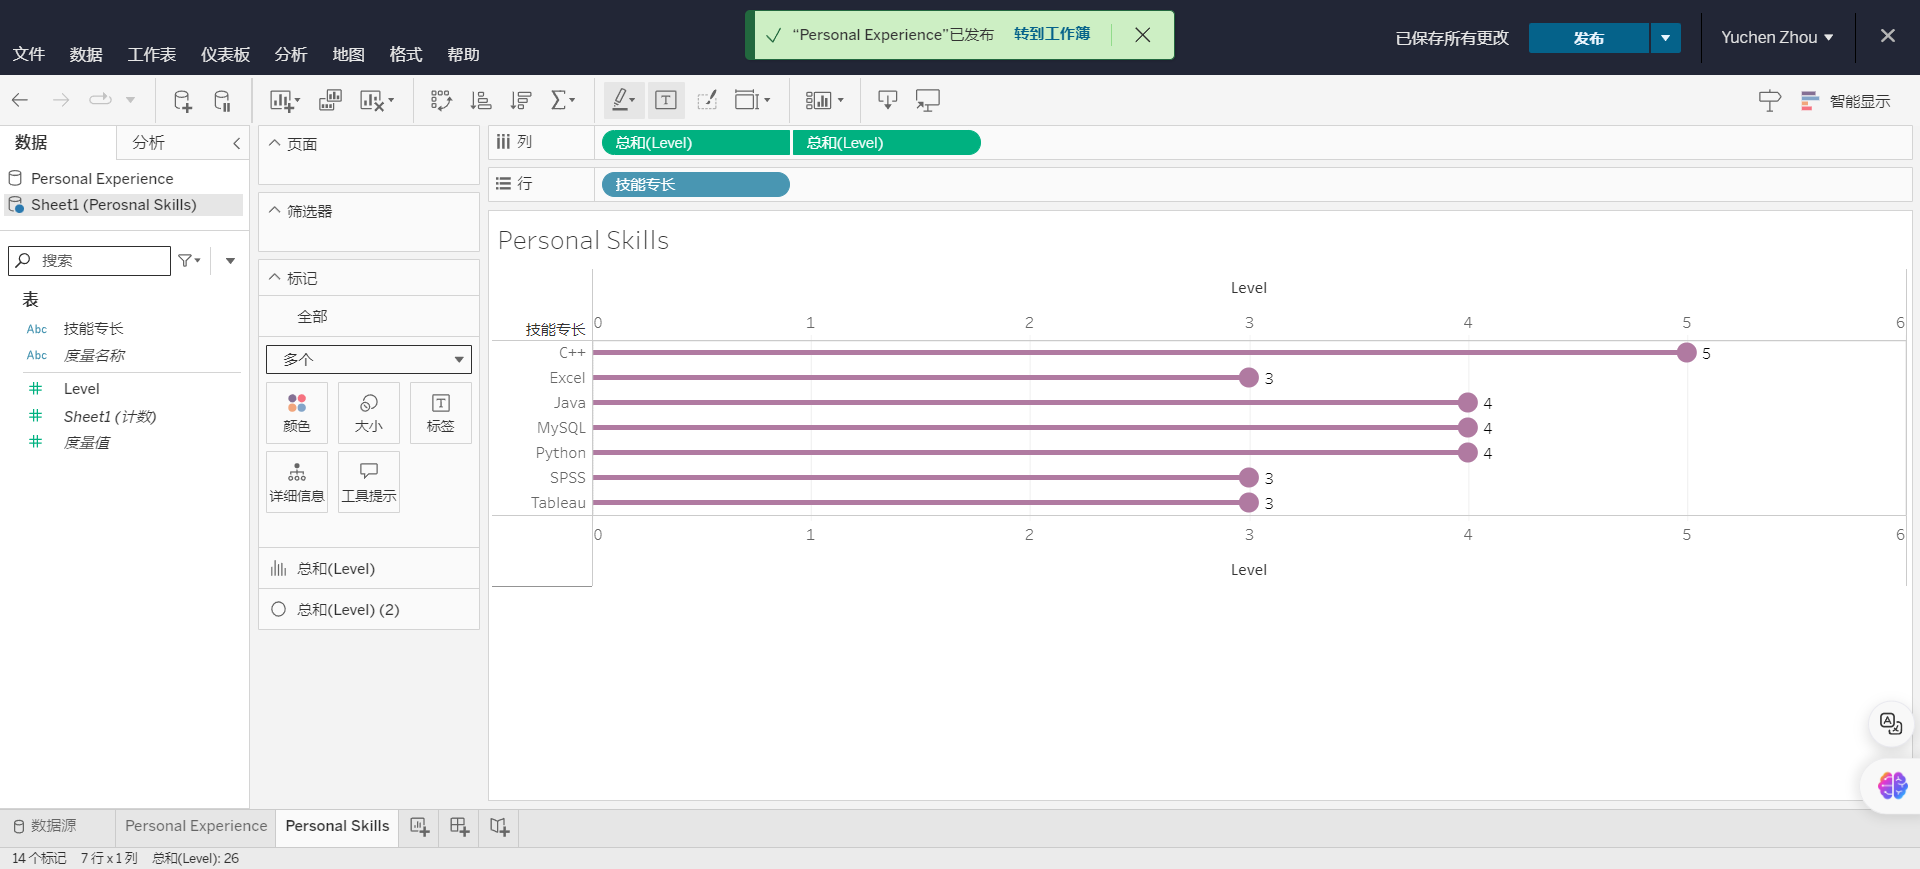 “Personal Experience”已发布 转到工作簿
文件 数据 工作表 仪表板 分析 地图 格式 帮助
已保存所有更改 发布 Yuchen Zhou
智能显示
数据 分析
Personal Experience
Sheet1 (Perosnal Skills)
搜索
表
Abc 技能专长
Abc 度量名称
Level
Sheet1 (计数)
度量值
页面
筛选器
标记
全部
多个
颜色 大小 标签
详细信息 工具提示
总和(Level)
总和(Level) (2)
列 总和(Level) 总和(Level)
行 技能专长
Personal Skills
Level
技能专长 0 1 2 3 4 5 6
C++ 5
Excel 3
Java 4
MySQL 4
Python 4
SPSS 3
Tableau 3
0 1 2 3 4 5 6
Level
数据源 Personal Experience Personal Skills
14 个标记 7 行 x 1 列 总和(Level): 26